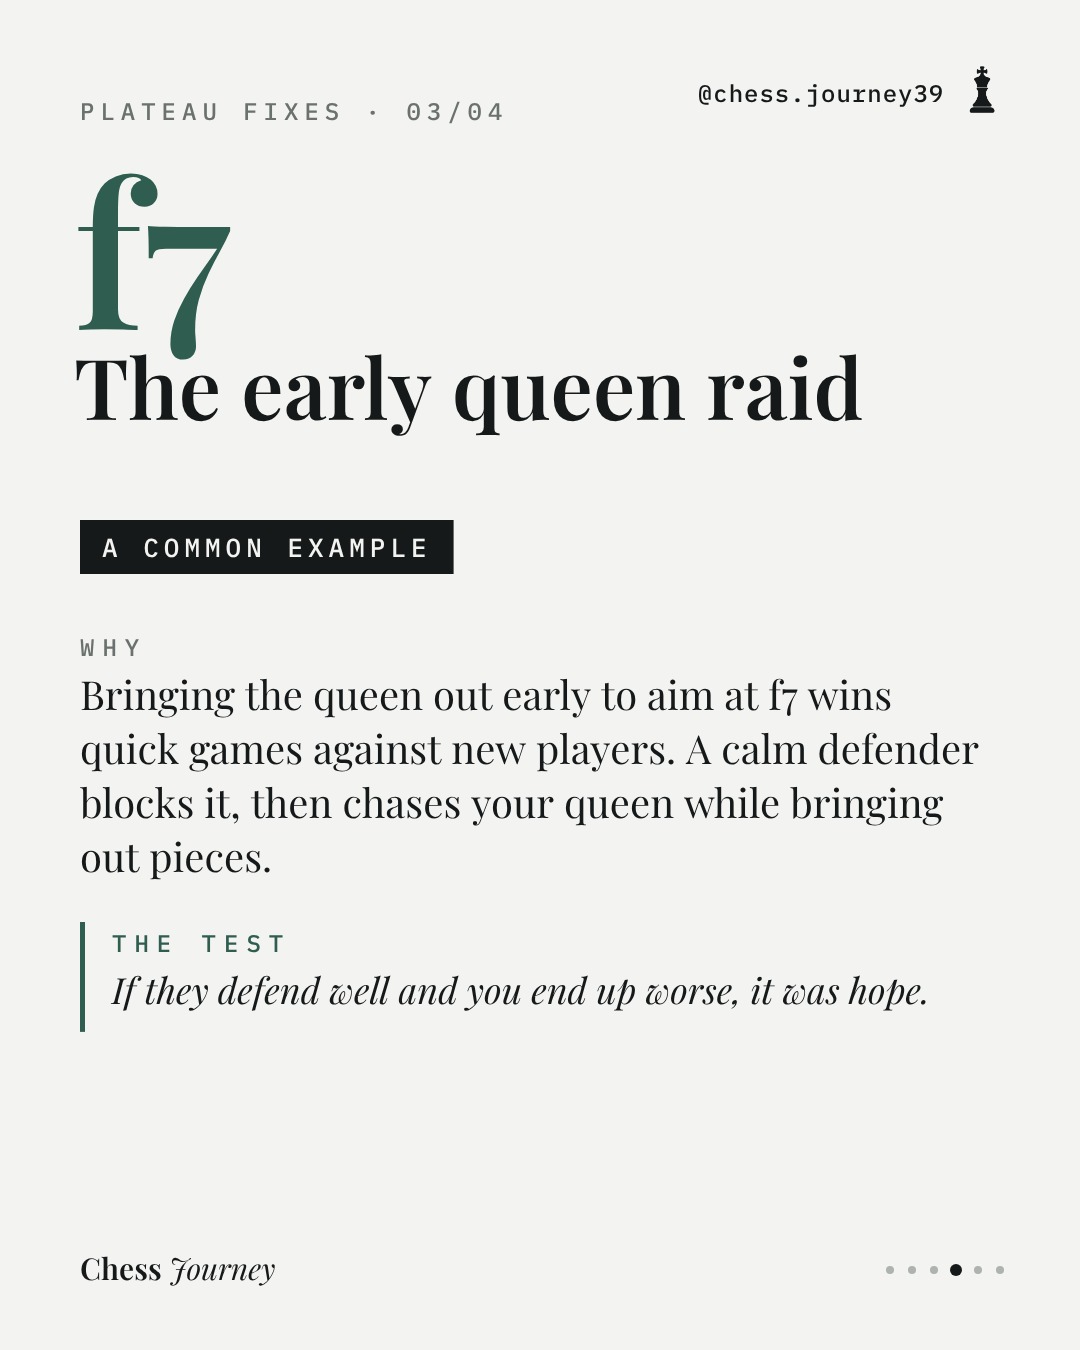 PLATEAU FIXES · 03/04
@chess.journey39
f7
The early queen raid
A COMMON EXAMPLE
WHY
Bringing the queen out early to aim at f7 wins
quick games against new players. A calm defender
blocks it, then chases your queen while bringing
out pieces.
THE TEST
If they defend well and you end up worse, it was hope.
Chess Journey